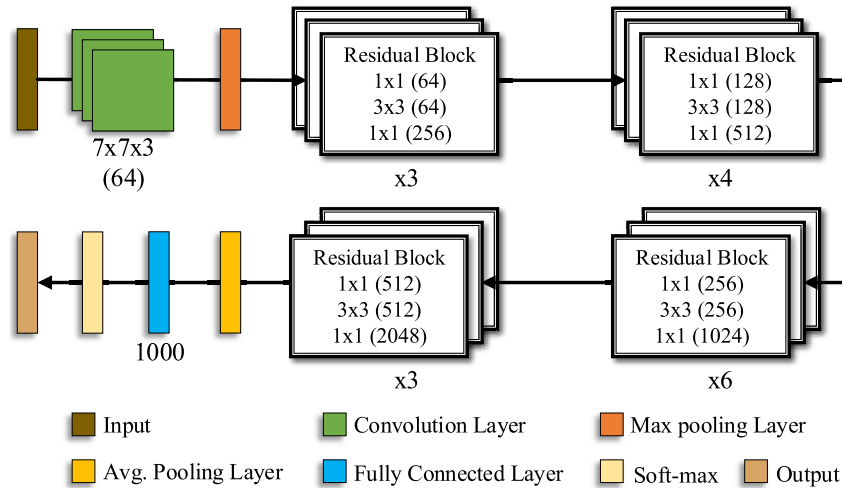 Residual Block
1x1 (64)
3x3 (64)
1x1 (256)
x3
Residual Block
1x1 (128)
3x3 (128)
1x1 (512)
x4
7x7x3
(64)
Residual Block
1x1 (512)
3x3 (512)
1x1 (2048)
x3
Residual Block
1x1 (256)
3x3 (256)
1x1 (1024)
x6
1000
Input
Convolution Layer
Max pooling Layer
Avg. Pooling Layer
Fully Connected Layer
Soft-max
Output